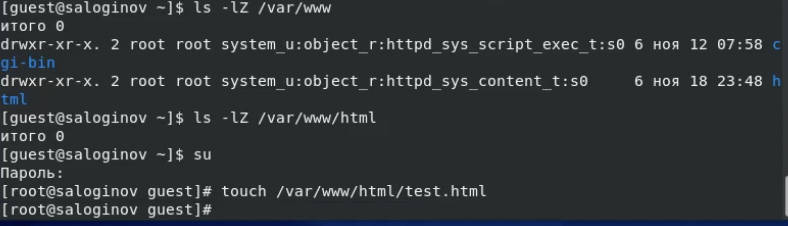 [guest@saloginov ~]$ ls -lZ /var/www
итого 0
drwxr-xr-x. 2 root root system_u:object_r:httpd_sys_script_exec_t:s0 6 ноя 12 07:58 c
gi-bin
drwxr-xr-x. 2 root root system_u:object_r:httpd_sys_content_t:s0     6 ноя 18 23:48 h
tml
[guest@saloginov ~]$ ls -lZ /var/www/html
итого 0
[guest@saloginov ~]$ su
Пароль:
[root@saloginov guest]# touch /var/www/html/test.html
[root@saloginov guest]#